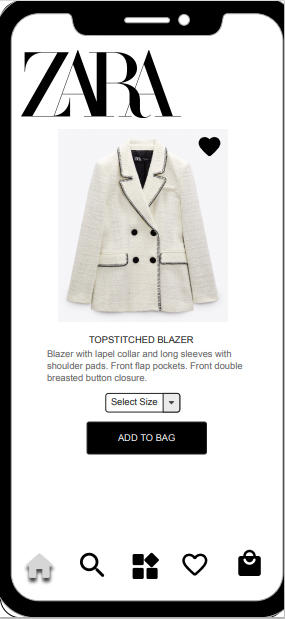 ZARA
TOPSTITCHED BLAZER
Blazer with lapel collar and long sleeves with
shoulder pads. Front flap pockets. Front double
breasted button closure.
Select Size
ADD TO BAG